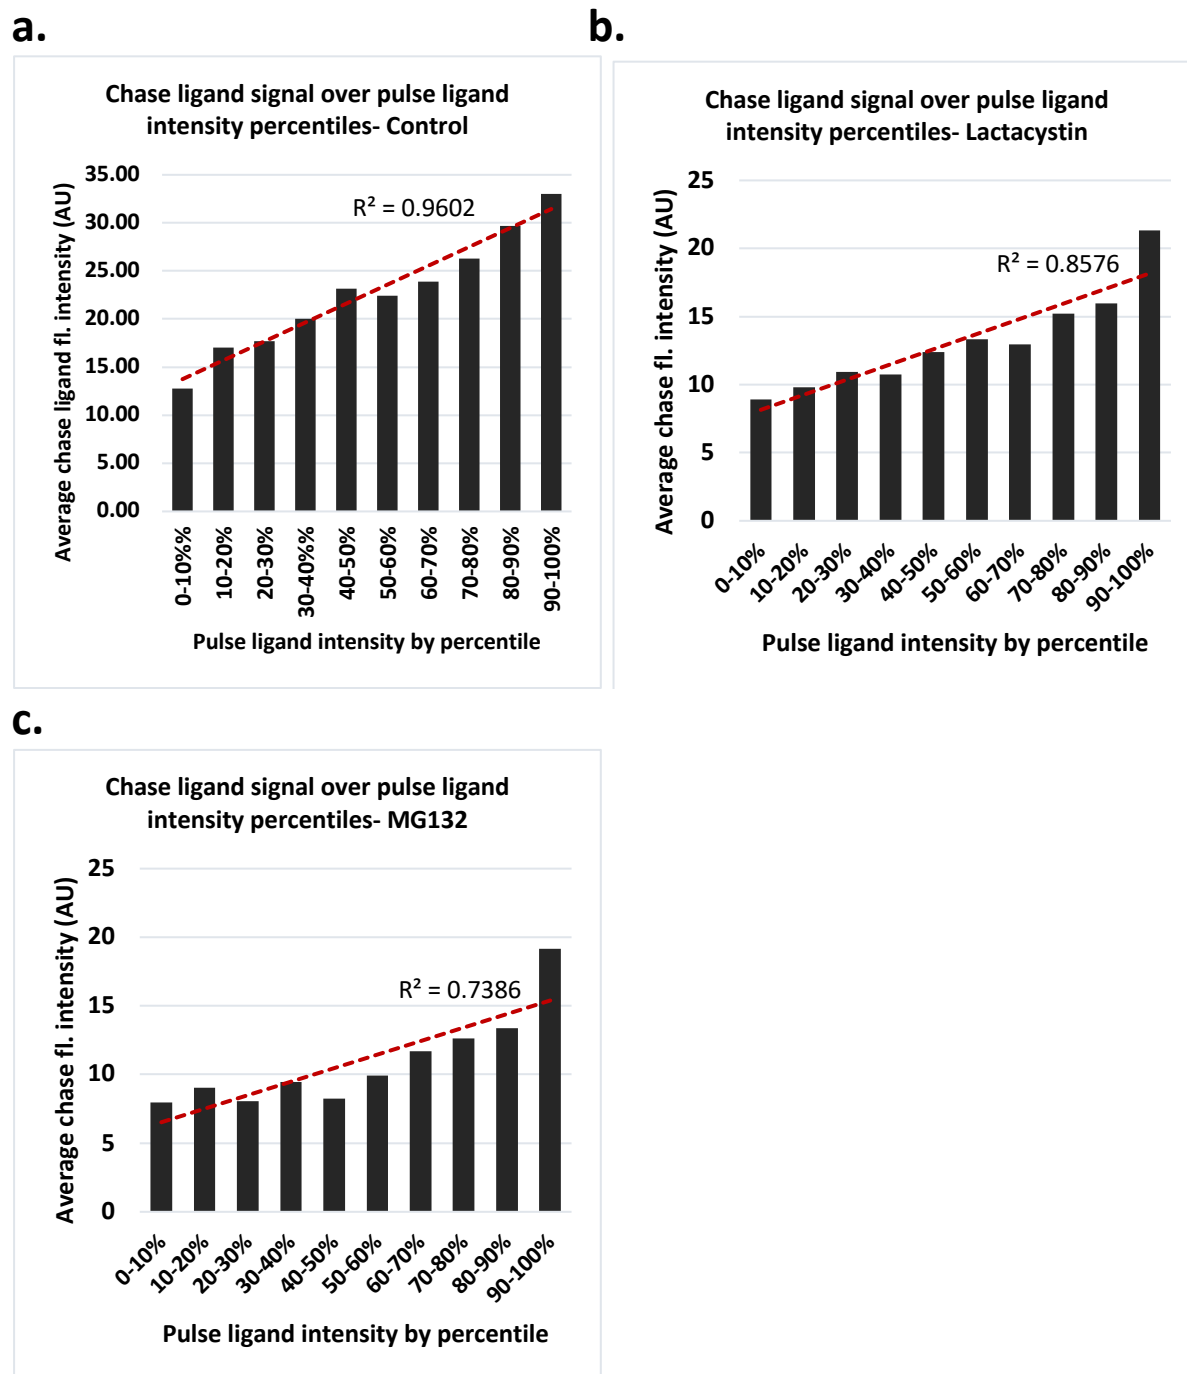 a.
Chase ligand signal over pulse ligand
intensity percentiles- Control
Average chase ligand fl. intensity (AU)
35.00
30.00
25.00
20.00
15.00
10.00
5.00
0.00
R² = 0.9602
0-10%%
10-20%
20-30%
30-40%%
40-50%
50-60%
60-70%
70-80%
80-90%
90-100%
Pulse ligand intensity by percentile
b.
Chase ligand signal over pulse ligand
intensity percentiles- Lactacystin
Average chase fl. intensity (AU)
25
20
15
10
5
0
R² = 0.8576
0-10%
10-20%
20-30%
30-40%
40-50%
50-60%
60-70%
70-80%
80-90%
90-100%
Pulse ligand intensity by percentile
c.
Chase ligand signal over pulse ligand
intensity percentiles- MG132
Average chase fl. intensity (AU)
25
20
15
10
5
0
R² = 0.7386
0-10%
10-20%
20-30%
30-40%
40-50%
50-60%
60-70%
70-80%
80-90%
90-100%
Pulse ligand intensity by percentile